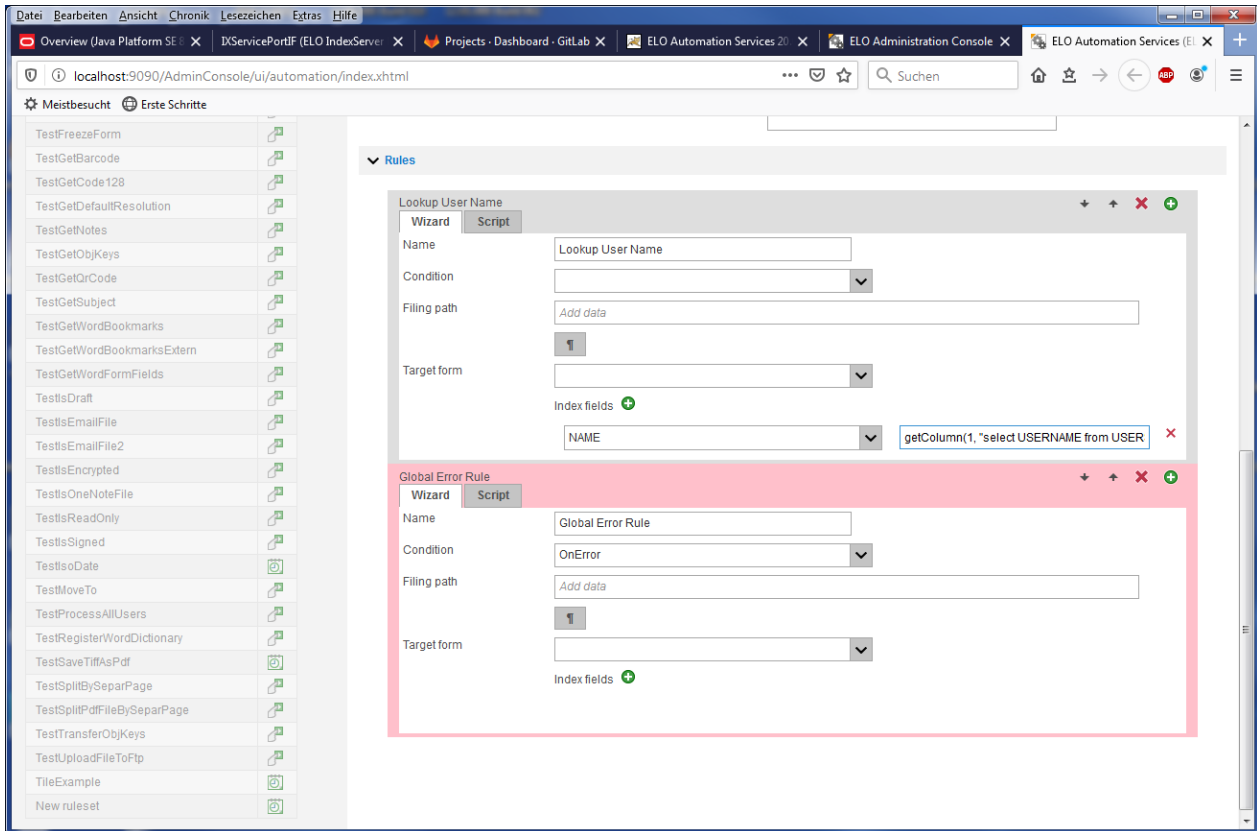 Datei Bearbeiten Ansicht Chronik Lesezeichen Extras Hilfe
Overview (Java Platform SE 8 IXServicePortIF (ELO IndexServer Projects · Dashboard · GitLab ELO Automation Services 20 ELO Administration Console ELO Automation Services (EL
localhost:9090/AdminConsole/ui/automation/index.xhtml Suchen ABP
Meistbesucht Erste Schritte
TestFreezeForm
TestGetBarcode
TestGetCode128
TestGetDefaultResolution
TestGetNotes
TestGetObjKeys
TestGetQrCode
TestGetSubject
TestGetWordBookmarks
TestGetWordBookmarksExtern
TestGetWordFormFields
TestIsDraft
TestIsEmailFile
TestIsEmailFile2
TestIsEncrypted
TestIsOneNoteFile
TestIsReadOnly
TestIsSigned
TestIsoDate
TestMoveTo
TestProcessAllUsers
TestRegisterWordDictionary
TestSaveTiffAsPdf
TestSplitBySeparPage
TestSplitPdfFileBySeparPage
TestTransferObjKeys
TestUploadFileToFtp
TileExample
New ruleset
Rules
Lookup User Name
Wizard Script
Name Lookup User Name
Condition
Filing path Add data
¶
Target form
Index fields
NAME getColumn(1, "select USERNAME from USER
Global Error Rule
Wizard Script
Name Global Error Rule
Condition OnError
Filing path Add data
¶
Target form
Index fields